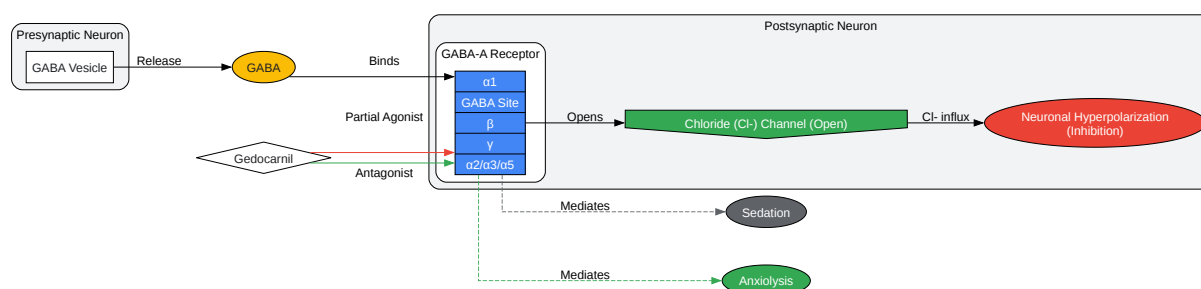 Postsynaptic Neuron
Presynaptic Neuron
GABA Vesicle
Release
GABA
Binds
GABA-A Receptor
α1
GABA Site
β
γ
α2/α3/α5
Partial Agonist
Gedocarnil
Antagonist
Opens
Chloride (Cl-) Channel (Open)
Cl- influx
Neuronal Hyperpolarization
(Inhibition)
Mediates
Sedation
Mediates
Anxiolysis